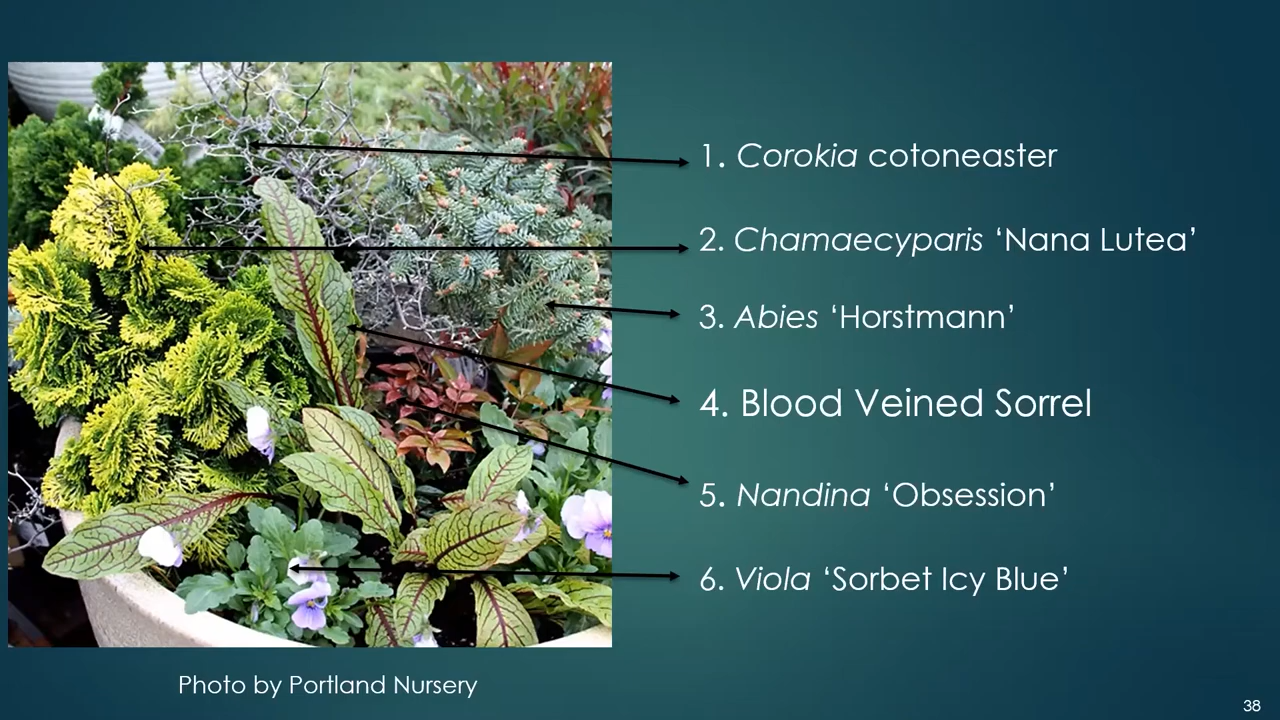 1. Corokia cotoneaster
2. Chamaecyparis ‘Nana Lutea’
3. Abies ‘Horstmann’
4. Blood Veined Sorrel
5. Nandina ‘Obsession’
6. Viola ‘Sorbet Icy Blue’
Photo by Portland Nursery
38